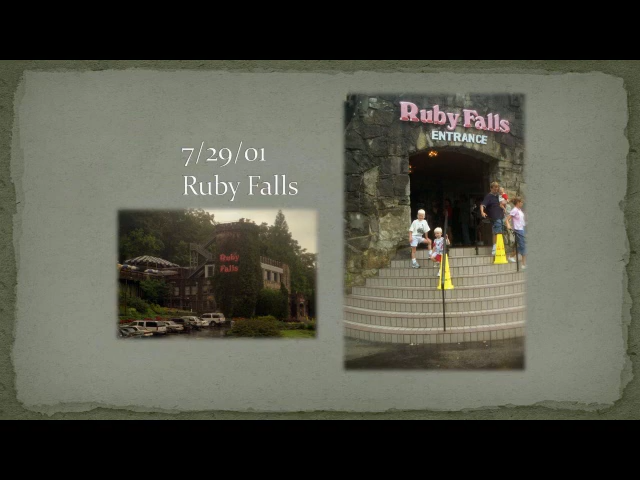 7/29/01
Ruby Falls
Ruby
Falls
Ruby Falls
ENTRANCE